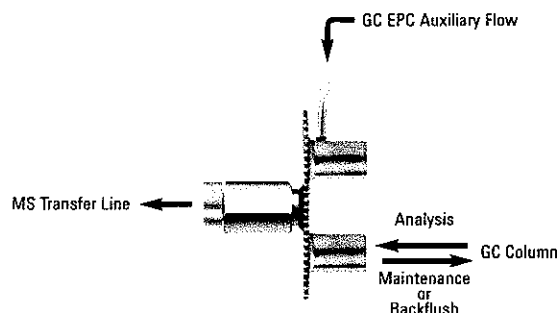 GC EPC Auxiliary Flow
MS Transfer Line
Analysis
GC Column
Maintenance
or
Backflush